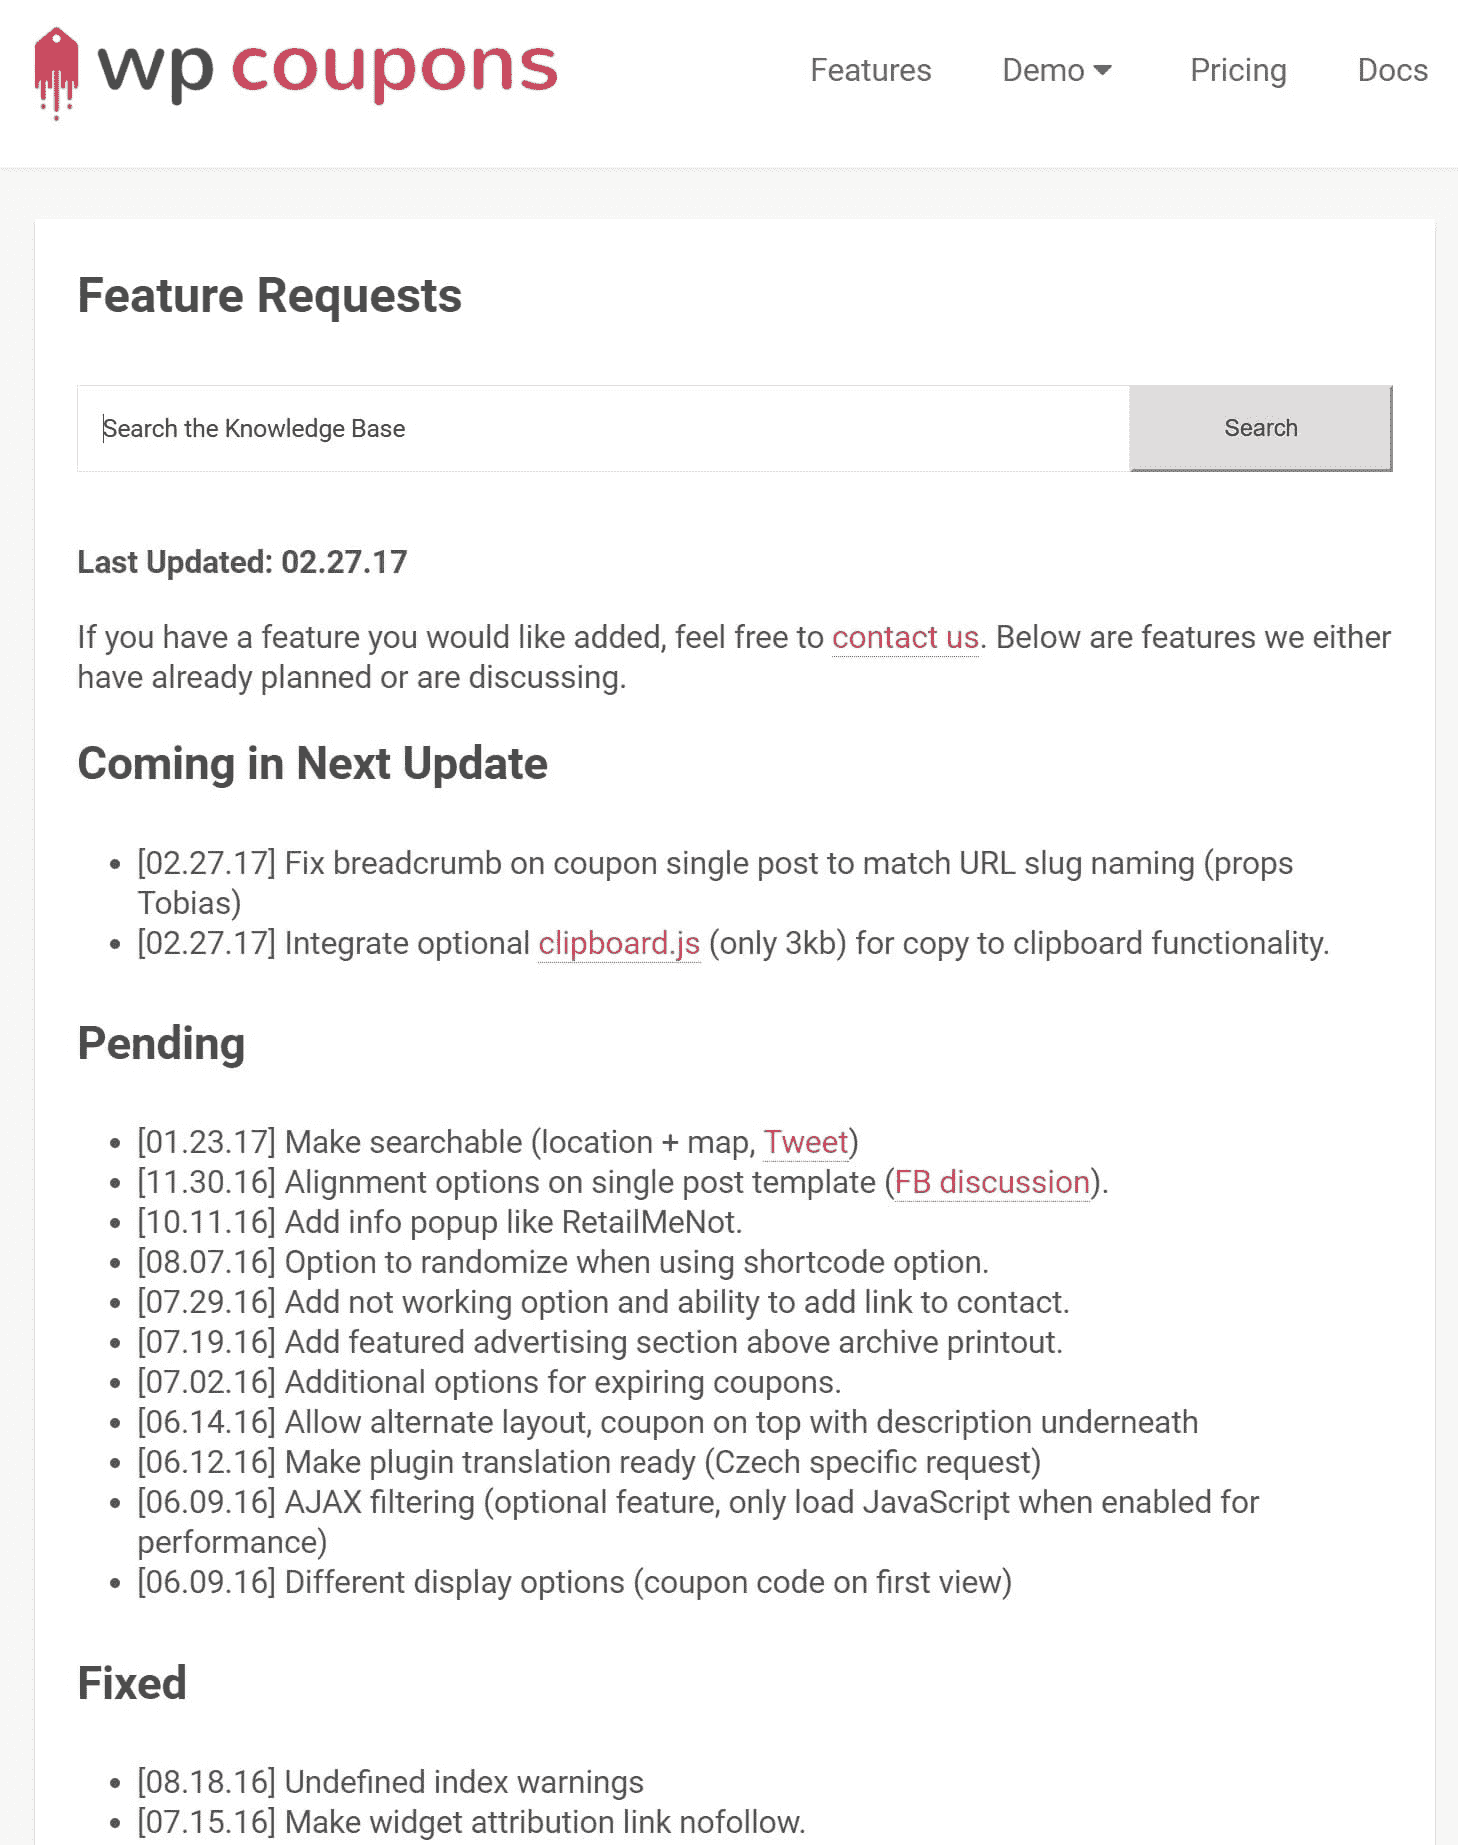 wp coupons
Features Demo Pricing Docs
Feature Requests
Search the Knowledge Base
Search
Last Updated: 02.27.17
If you have a feature you would like added, feel free to contact us. Below are features we either
have already planned or are discussing.
Coming in Next Update
• [02.27.17] Fix breadcrumb on coupon single post to match URL slug naming (props
Tobias)
• [02.27.17] Integrate optional clipboard.js (only 3kb) for copy to clipboard functionality.
Pending
• [01.23.17] Make searchable (location + map, Tweet)
• [11.30.16] Alignment options on single post template (FB discussion).
• [10.11.16] Add info popup like RetailMeNot.
• [08.07.16] Option to randomize when using shortcode option.
• [07.29.16] Add not working option and ability to add link to contact.
• [07.19.16] Add featured advertising section above archive printout.
• [07.02.16] Additional options for expiring coupons.
• [06.14.16] Allow alternate layout, coupon on top with description underneath
• [06.12.16] Make plugin translation ready (Czech specific request)
• [06.09.16] AJAX filtering (optional feature, only load JavaScript when enabled for
performance)
• [06.09.16] Different display options (coupon code on first view)
Fixed
• [08.18.16] Undefined index warnings
• [07.15.16] Make widget attribution link nofollow.